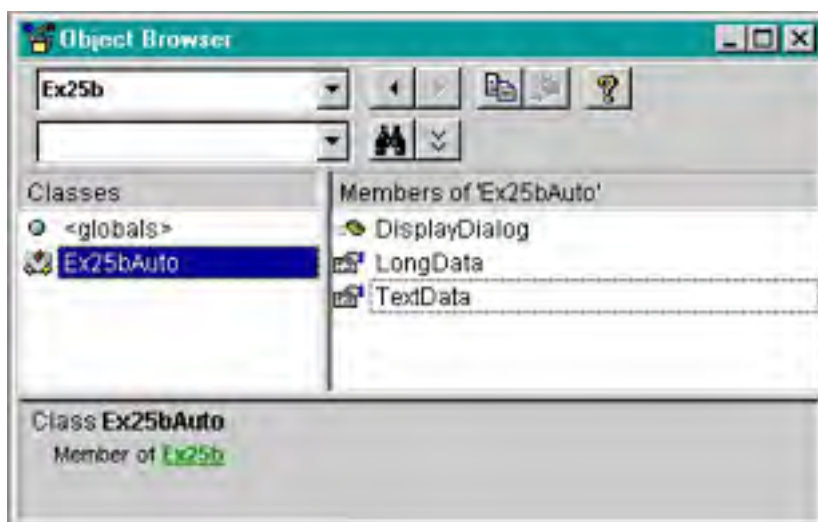 Object Browser
Ex25b
Classes
Members of 'Ex25bAuto'
<globals>
DisplayDialog
Ex25bAuto
LongData
TextData
Class Ex25bAuto
Member of Ex25b